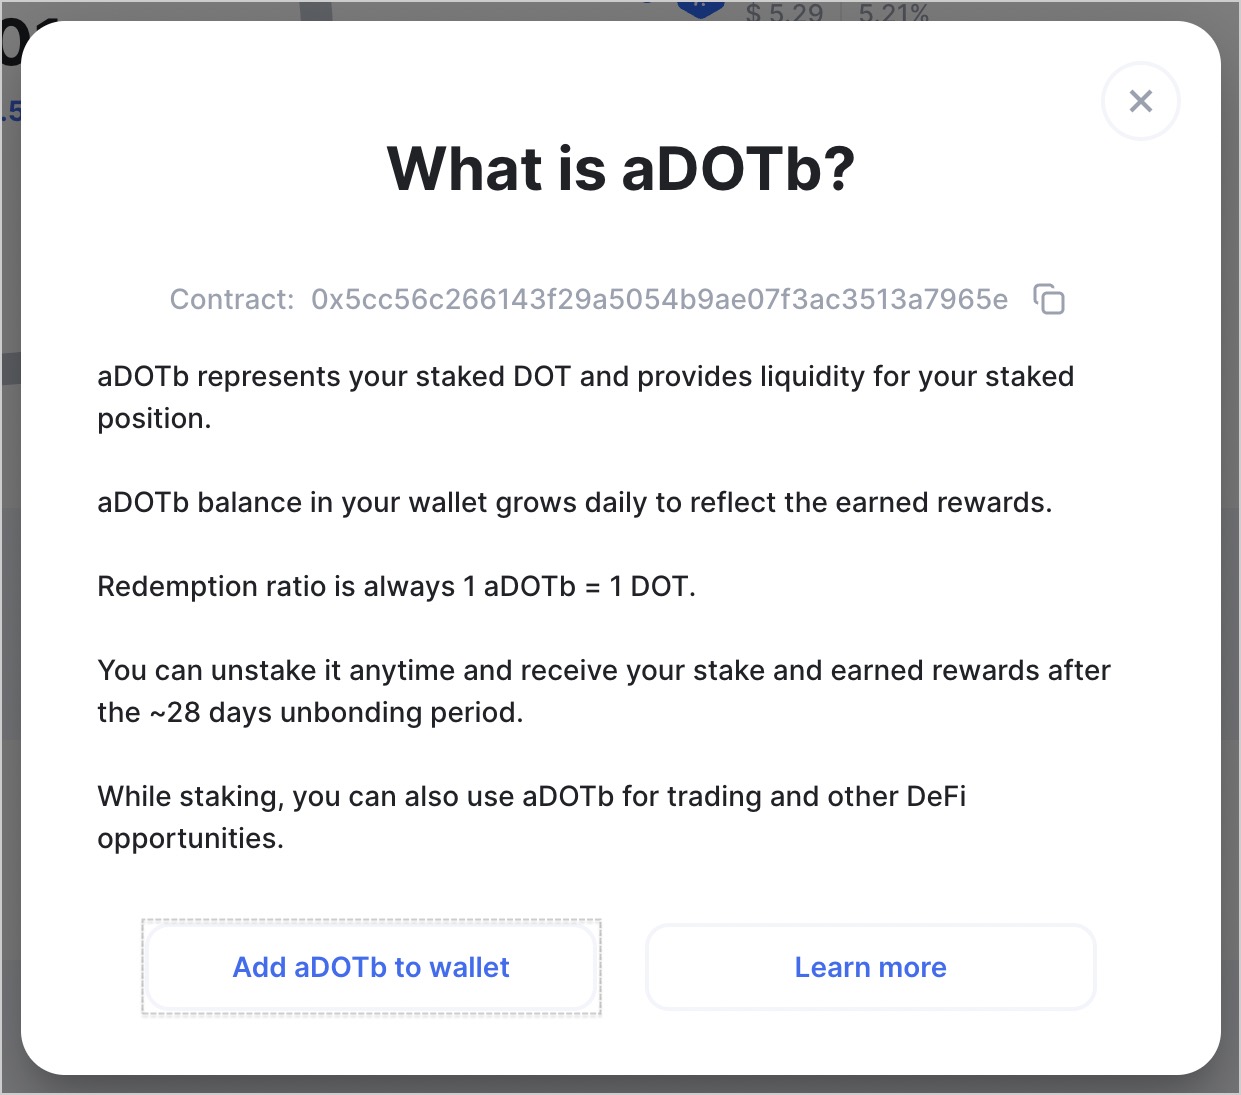 01
$ 5.29 5.21%
.5
What is aDOTb?
Contract: 0x5cc56c266143f29a5054b9ae07f3ac3513a7965e
aDOTb represents your staked DOT and provides liquidity for your staked
position.
aDOTb balance in your wallet grows daily to reflect the earned rewards.
Redemption ratio is always 1 aDOTb = 1 DOT.
You can unstake it anytime and receive your stake and earned rewards after
the ~28 days unbonding period.
While staking, you can also use aDOTb for trading and other DeFi
opportunities.
Add aDOTb to wallet
Learn more